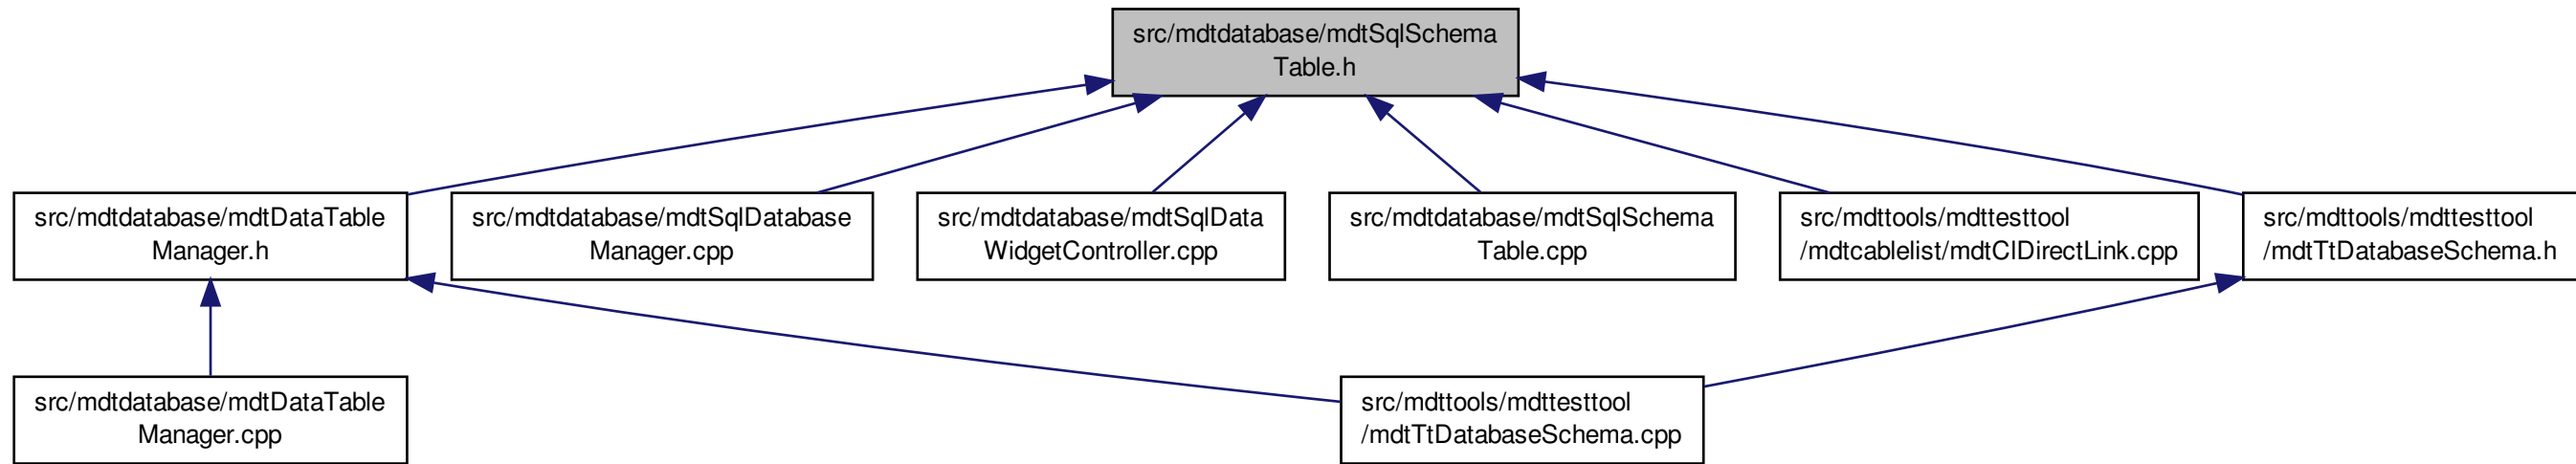 src/mdtdatabase/mdtSqlSchema
Table.h
src/mdtdatabase/mdtDataTable
Manager.h
src/mdtdatabase/mdtSqlDatabase
Manager.cpp
src/mdtdatabase/mdtSqlData
WidgetController.cpp
src/mdtdatabase/mdtSqlSchema
Table.cpp
src/mdttools/mdttesttool
/mdtcablelist/mdtClDirectLink.cpp
src/mdttools/mdttesttool
/mdtTtDatabaseSchema.h
src/mdtdatabase/mdtDataTable
Manager.cpp
src/mdttools/mdttesttool
/mdtTtDatabaseSchema.cpp